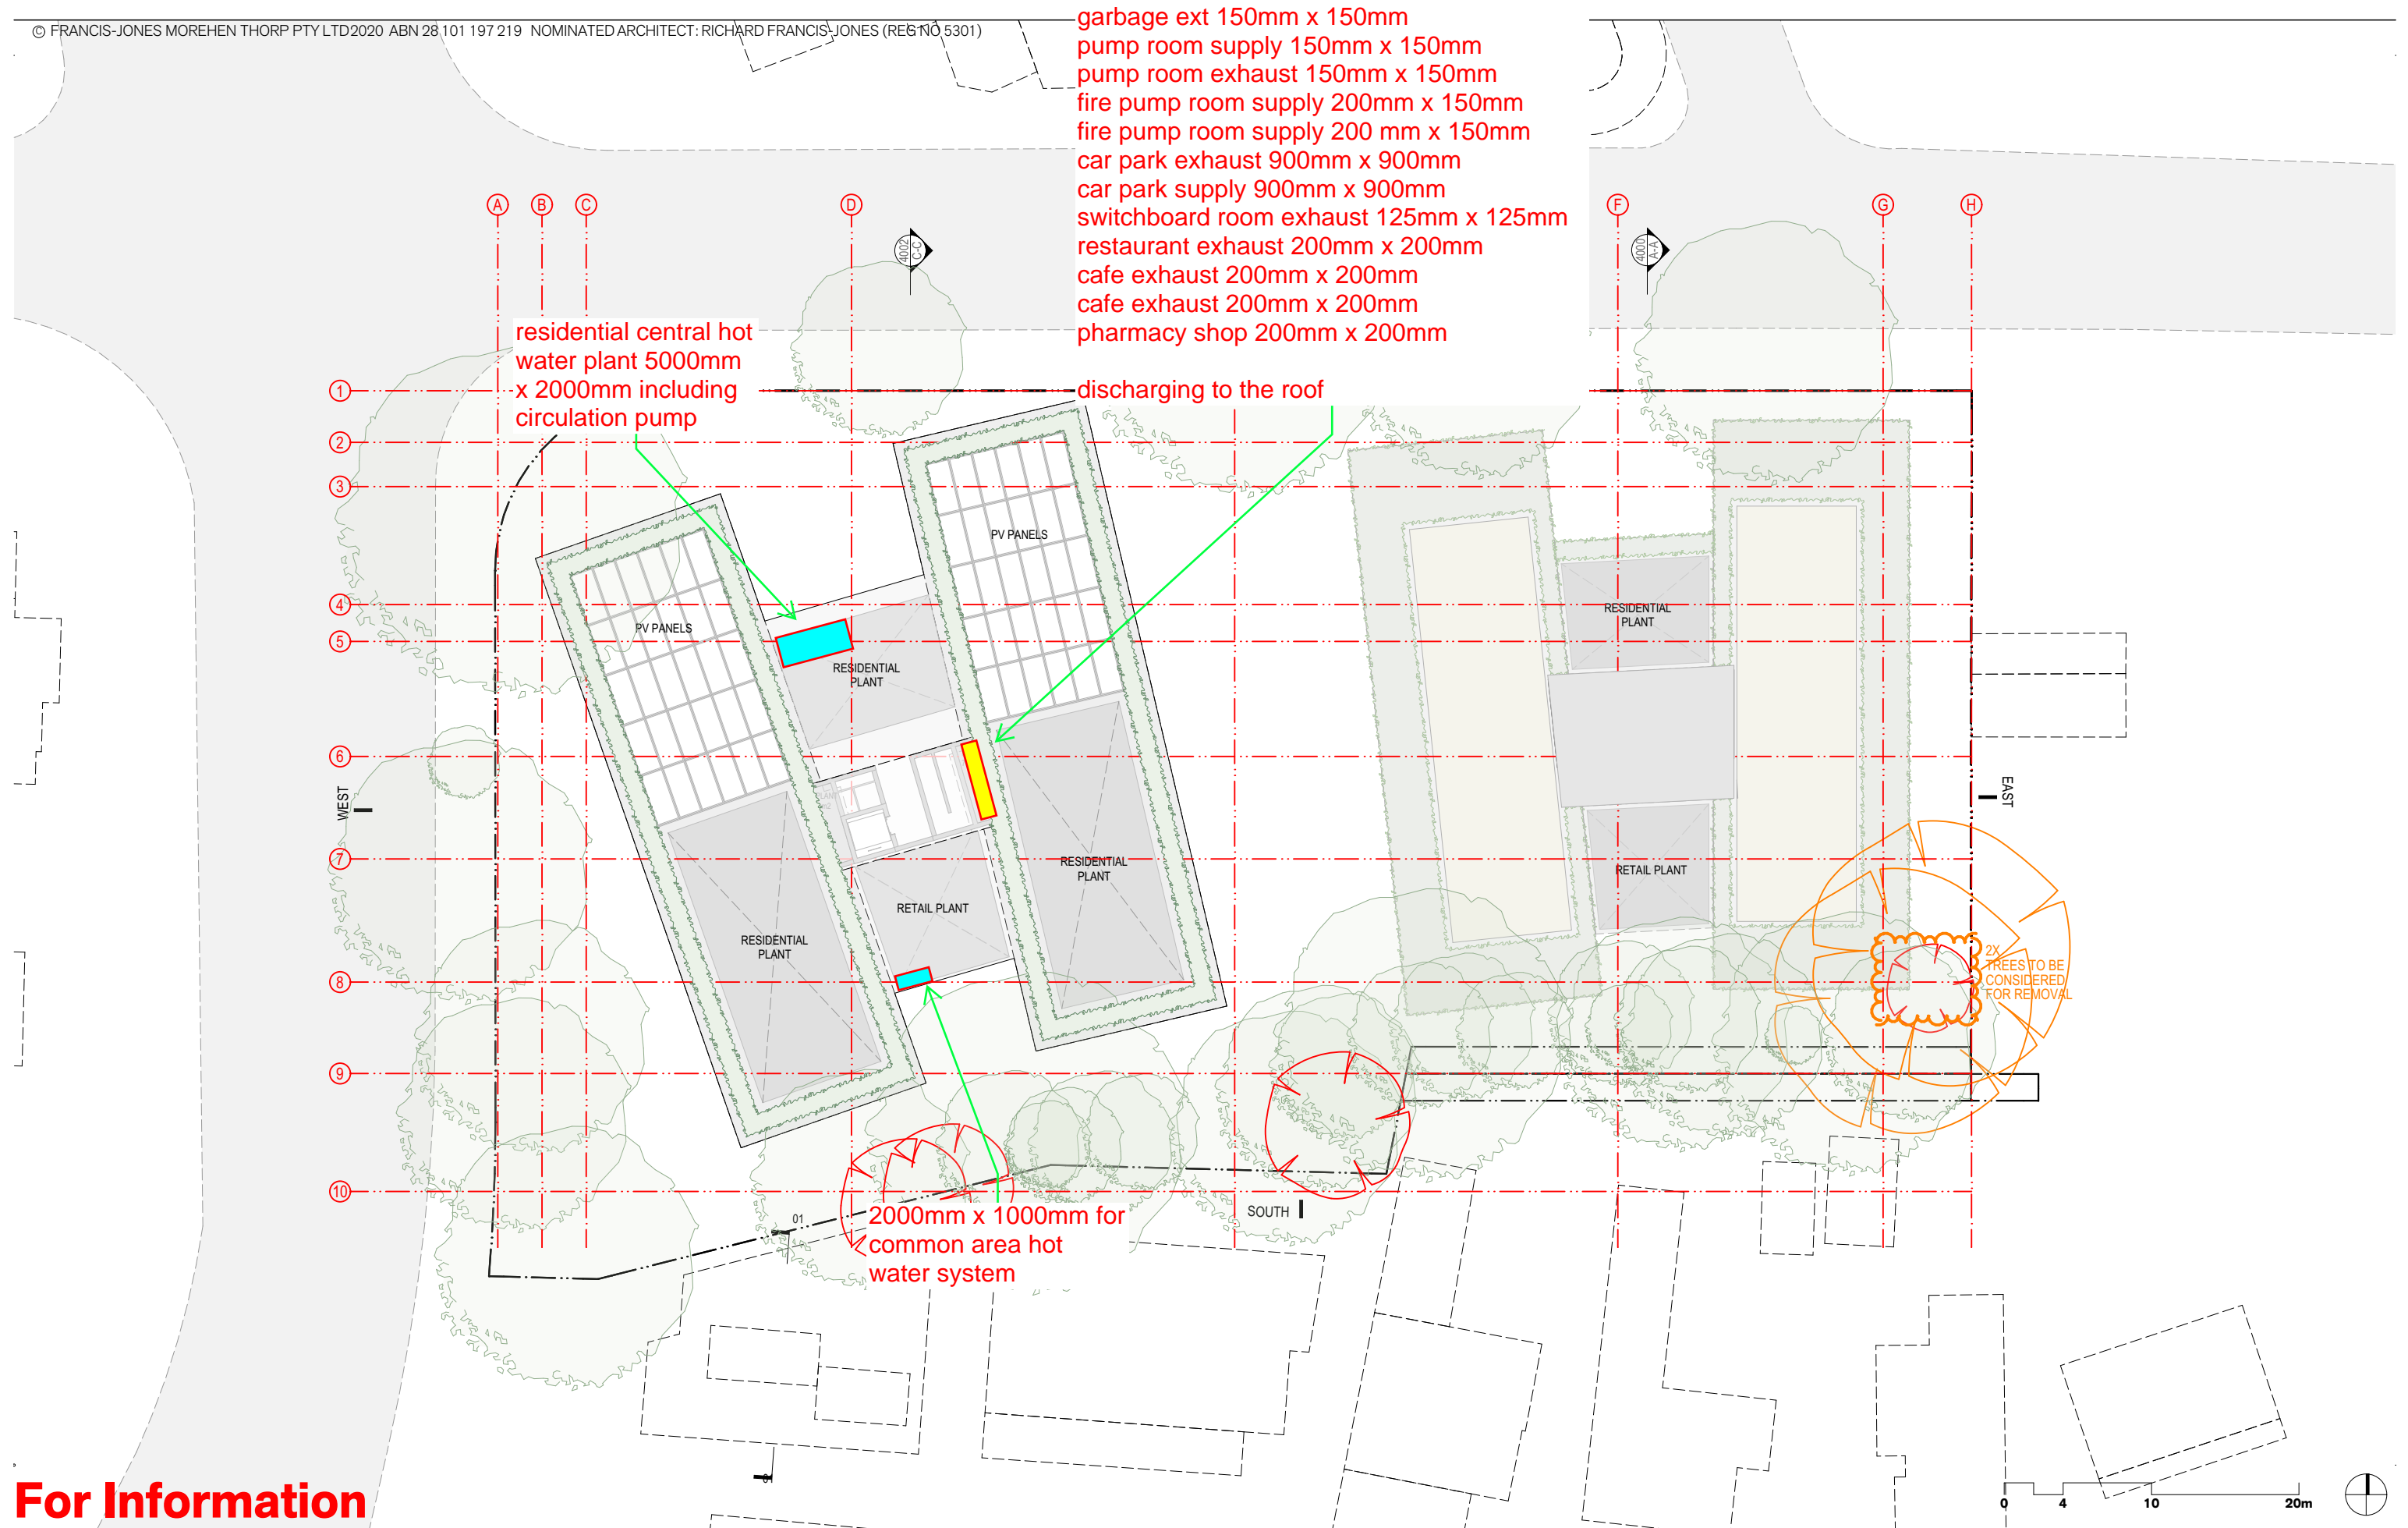 © FRANCIS-JONES MOREHEN THORP PTY LTD2020 ABN 28 101 197 219 NOMINATED ARCHITECT: RICHARD FRANCIS-JONES (REG NO 5301)
garbage ext 150mm x 150mm
pump room supply 150mm x 150mm
pump room exhaust 150mm x 150mm
fire pump room supply 200mm x 150mm
fire pump room supply 200 mm x 150mm
car park exhaust 900mm x 900mm
car park supply 900mm x 900mm
switchboard room exhaust 125mm x 125mm
restaurant exhaust 200mm x 200mm
cafe exhaust 200mm x 200mm
cafe exhaust 200mm x 200mm
pharmacy shop 200mm x 200mm
discharging to the roof
A
B
C
D
F
G
H
4002
C-C
4000
A-A
residential central hot
water plant 5000mm
x 2000mm including
circulation pump
1
2
3
4
5
6
7
8
9
10
PV PANELS
PV PANELS
RESIDENTIAL
PLANT
RESIDENTIAL
PLANT
WEST
EAST
RESIDENTIAL
PLANT
RETAIL PLANT
RETAIL PLANT
RESIDENTIAL
PLANT
2X
TREES TO BE
CONSIDERED
FOR REMOVAL
01
SOUTH
2000mm x 1000mm for
common area hot
water system
01
For Information
0 4 10 20m